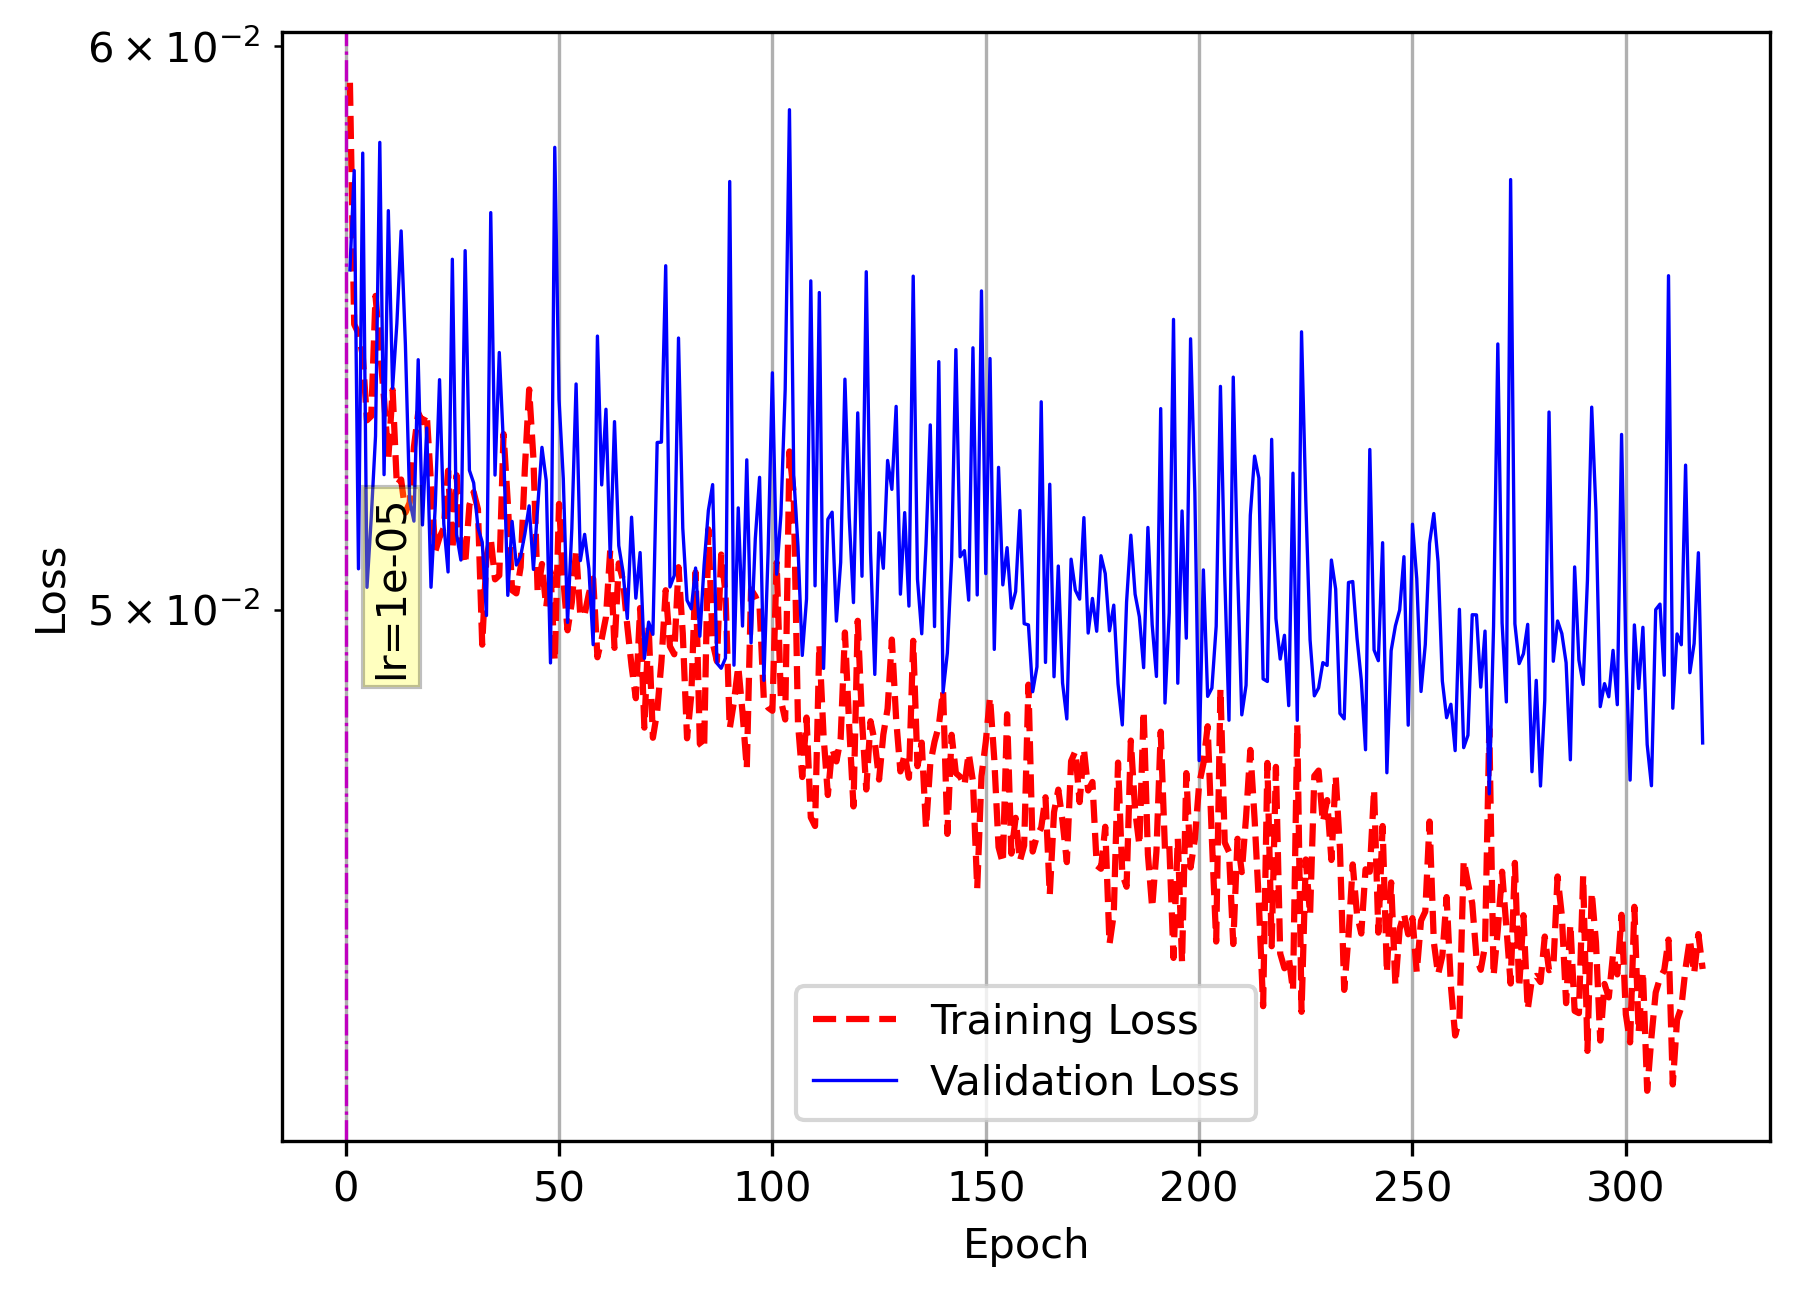 6 × 10⁻²
5 × 10⁻²
Loss
lr=1e-05
Training Loss
Validation Loss
0 50 100 150 200 250 300
Epoch